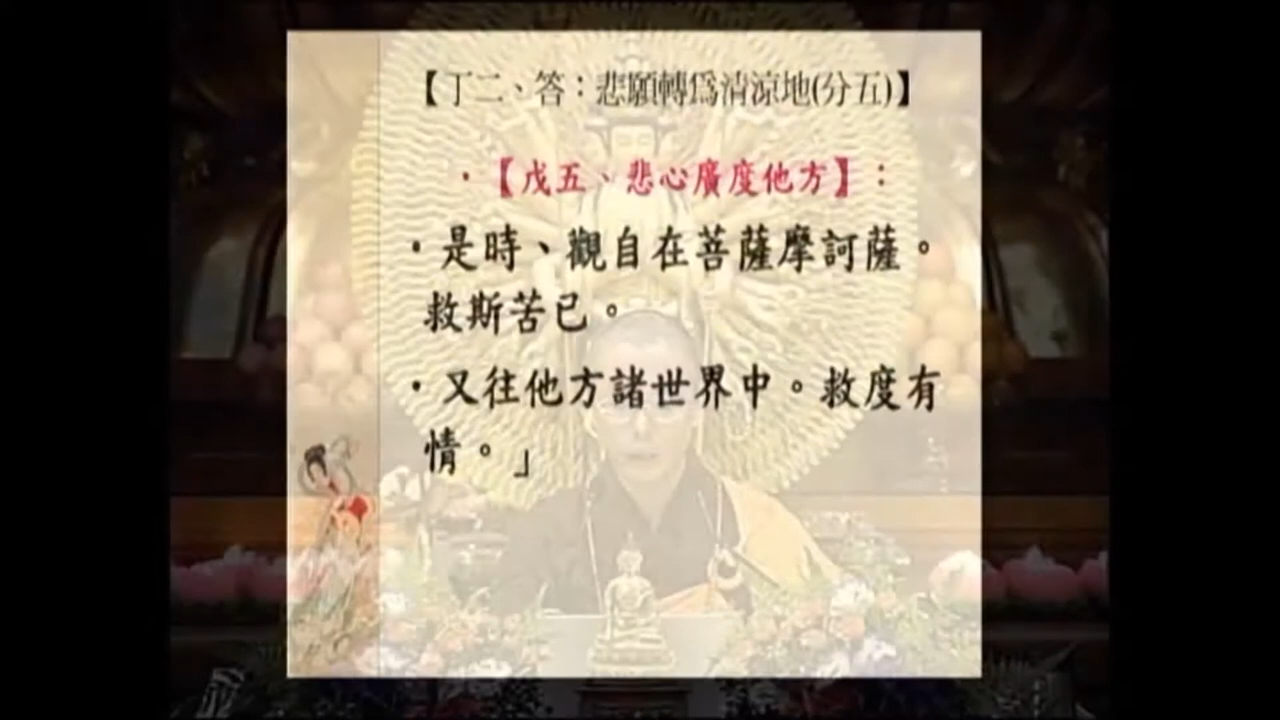 【丁二、答：悲願轉爲清涼地(分五)】
·【戊五、悲心廣度他方】：
·是時、觀自在菩薩摩訶薩。
救斯苦已。
·又往他方諸世界中。救度有
情。」